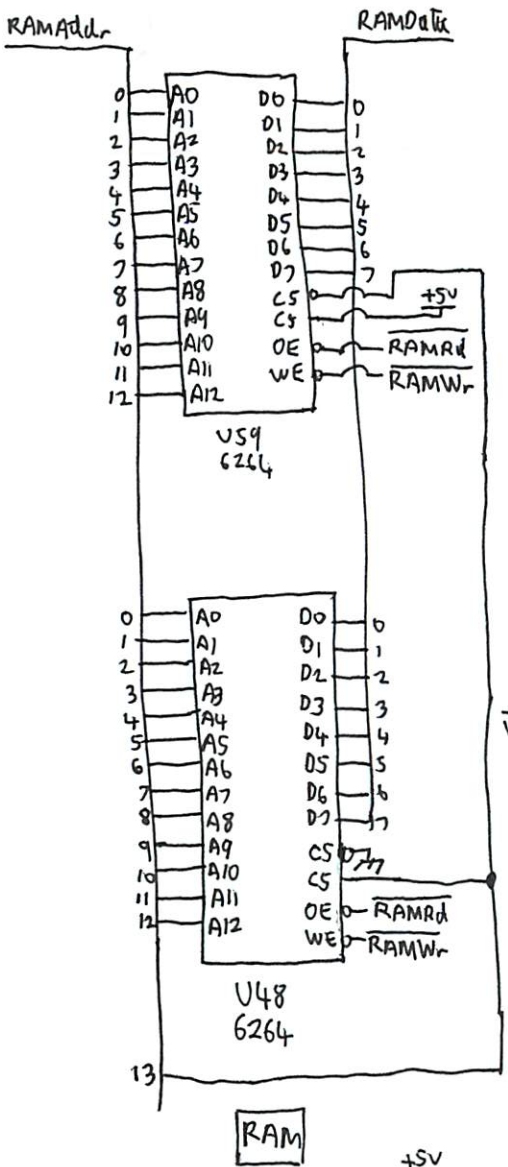 RAMAddr RAMData
0 A0 D0 0
1 A1 D1 1
2 A2 D2 2
3 A3 D3 3
4 A4 D4 4
5 A5 D5 5
6 A6 D6 6
7 A7 D7 7
8 A8 CS
9 A9 CS +5V
10 A10 OE RAMRd
11 A11 WE RAMWr
12 A12
U59
6264
0 A0 D0 0
1 A1 D1 1
2 A2 D2 2
3 A3 D3 3
4 A4 D4 4
5 A5 D5 5
6 A6 D6 6
7 A7 D7 7
8 A8
9 A9 CS
10 A10 CS
11 A11 OE RAMRd
12 A12 WE RAMWr
U48
6264
13
RAM
+5V